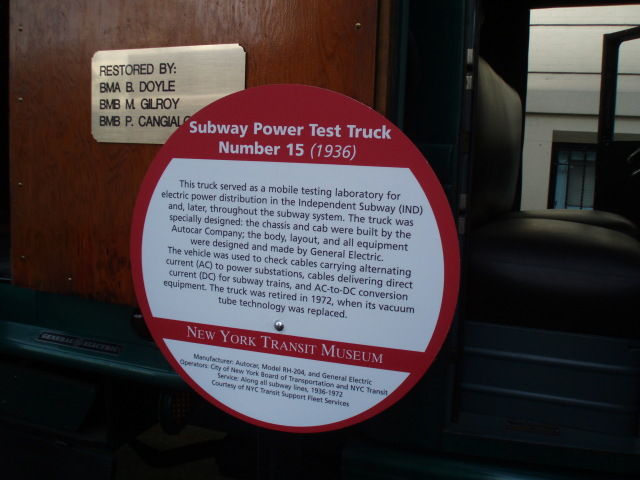 RESTORED BY:
BMA B. DOYLE
BMB M. GILROY
BMB P. CANGIAL
Subway Power Test Truck
Number 15 (1936)
This truck served as a mobile testing laboratory for
electric power distribution in the Independent Subway (IND)
and, later, throughout the subway system. The truck was
specially designed: the chassis and cab were built by the
Autocar Company; the body, layout, and all equipment
were designed and made by General Electric.
The vehicle was used to check cables carrying alternating
current (AC) to power substations, cables delivering direct
current (DC) for subway trains, and AC-to-DC conversion
equipment. The truck was retired in 1972, when its vacuum
tube technology was replaced.
NEW YORK TRANSIT MUSEUM
Manufacturer: Autocar, Model RH-204, and General Electric
Operators: City of New York Board of Transportation and NYC Transit
Service: Along all subway lines, 1936-1972
Courtesy of NYC Transit Support Fleet Services
GENERAL ELECTRIC